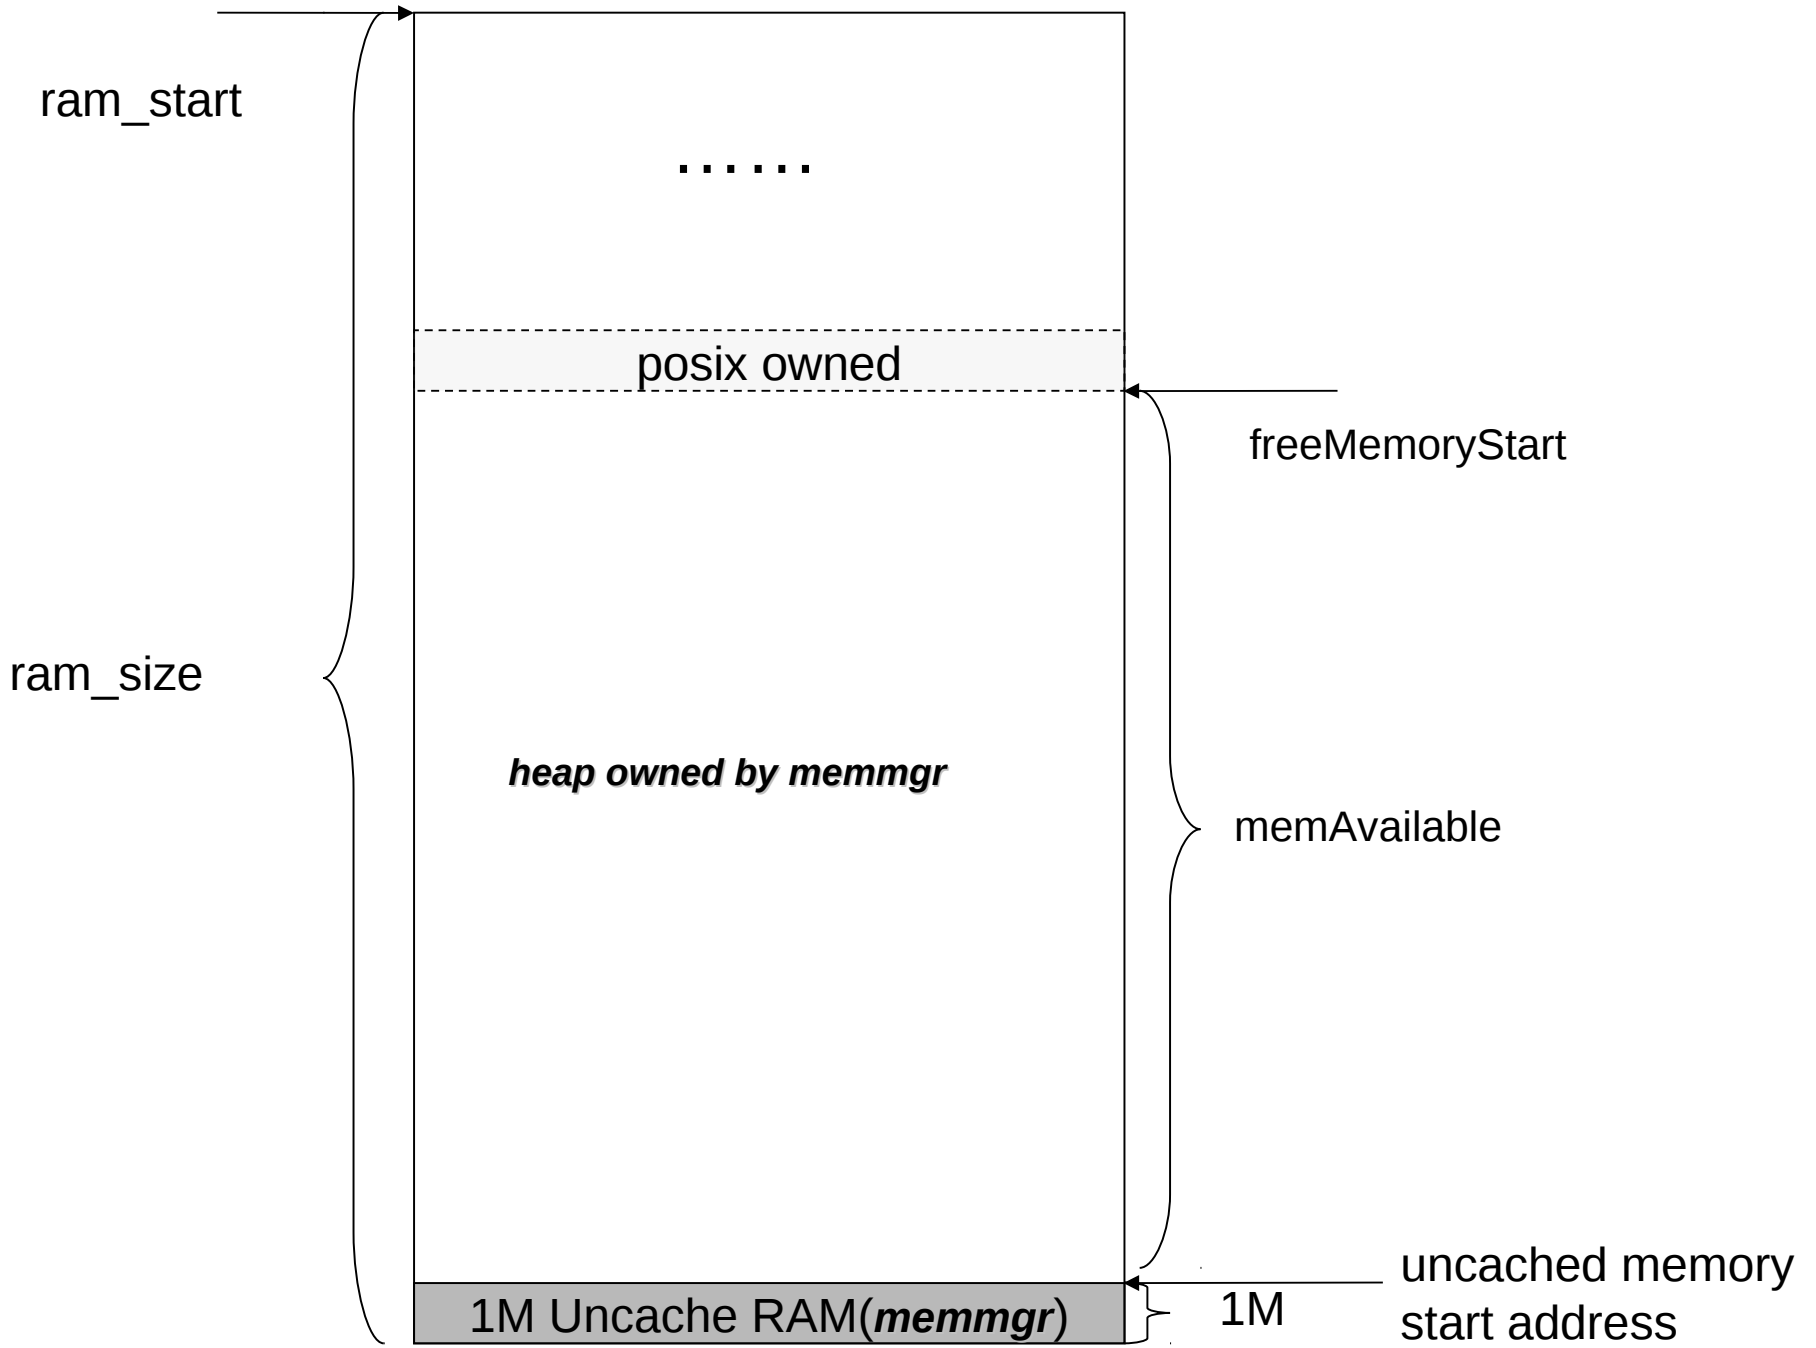 ram_start
......
posix owned
freeMemoryStart
ram_size
heap owned by memmgr
memAvailable
uncached memory
start address
1M Uncache RAM(memmgr)
1M